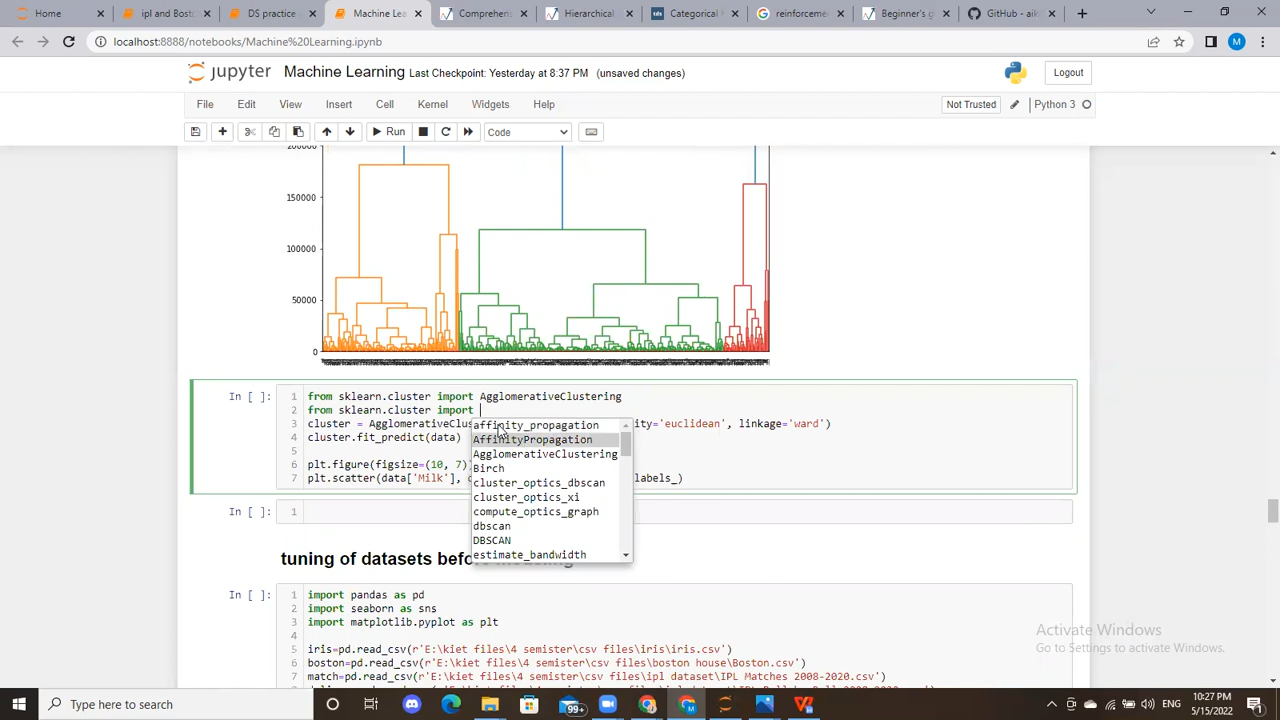 Home
ipl and Bost
DS practice
Machine Lea
Comprehens
Hierarchical
Categorical
reinforceme
Beginner's g
GitHub - aik
localhost:8888/notebooks/Machine%20Learning.ipynb
M
jupyter Machine Learning Last Checkpoint: Yesterday at 8:37 PM (unsaved changes)
Logout
File Edit View Insert Cell Kernel Widgets Help
Not Trusted
Python 3
Run
Code
200000
150000
100000
50000
0
In [ ]:
1 from sklearn.cluster import AgglomerativeClustering
2 from sklearn.cluster import
3 cluster = AgglomerativeClus ity='euclidean', linkage='ward')
4 cluster.fit_predict(data)
5
6 plt.figure(figsize=(10, 7))
7 plt.scatter(data['Milk'], labels_)
affinity_propagation
AffinityPropagation
AgglomerativeClustering
Birch
cluster_optics_dbscan
cluster_optics_xi
compute_optics_graph
dbscan
DBSCAN
estimate_bandwidth
In [ ]:
1
tuning of datasets before modeling
In [ ]:
1 import pandas as pd
2 import seaborn as sns
3 import matplotlib.pyplot as plt
4
5 iris=pd.read_csv(r'E:\kiet files\4 semister\csv files\iris\iris.csv')
6 boston=pd.read_csv(r'E:\kiet files\4 semister\csv files\boston house\Boston.csv')
7 match=pd.read_csv(r'E:\kiet files\4 semister\csv files\ipl dataset\IPL Matches 2008-2020.csv')
Activate Windows
Go to Settings to activate Windows.
Type here to search
99+
ENG
10:27 PM
5/15/2022